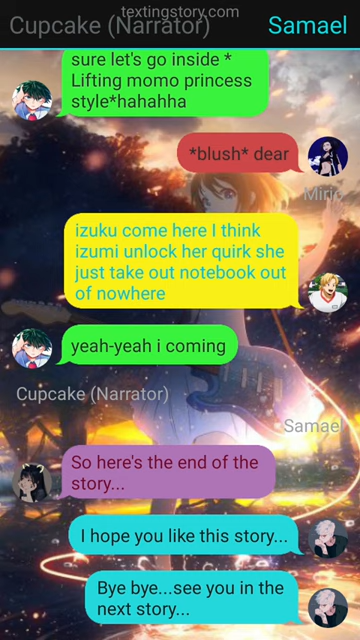 textingstory.com
Cupcake (Narrator)
Samael
sure let's go inside *
Lifting momo princess
style*hahahha
*blush* dear
Mirio
izuku come here I think
izumi unlock her quirk she
just take out notebook out
of nowhere
yeah-yeah i coming
Cupcake (Narrator)
Samael
So here's the end of the
story...
I hope you like this story...
Bye bye...see you in the
next story...